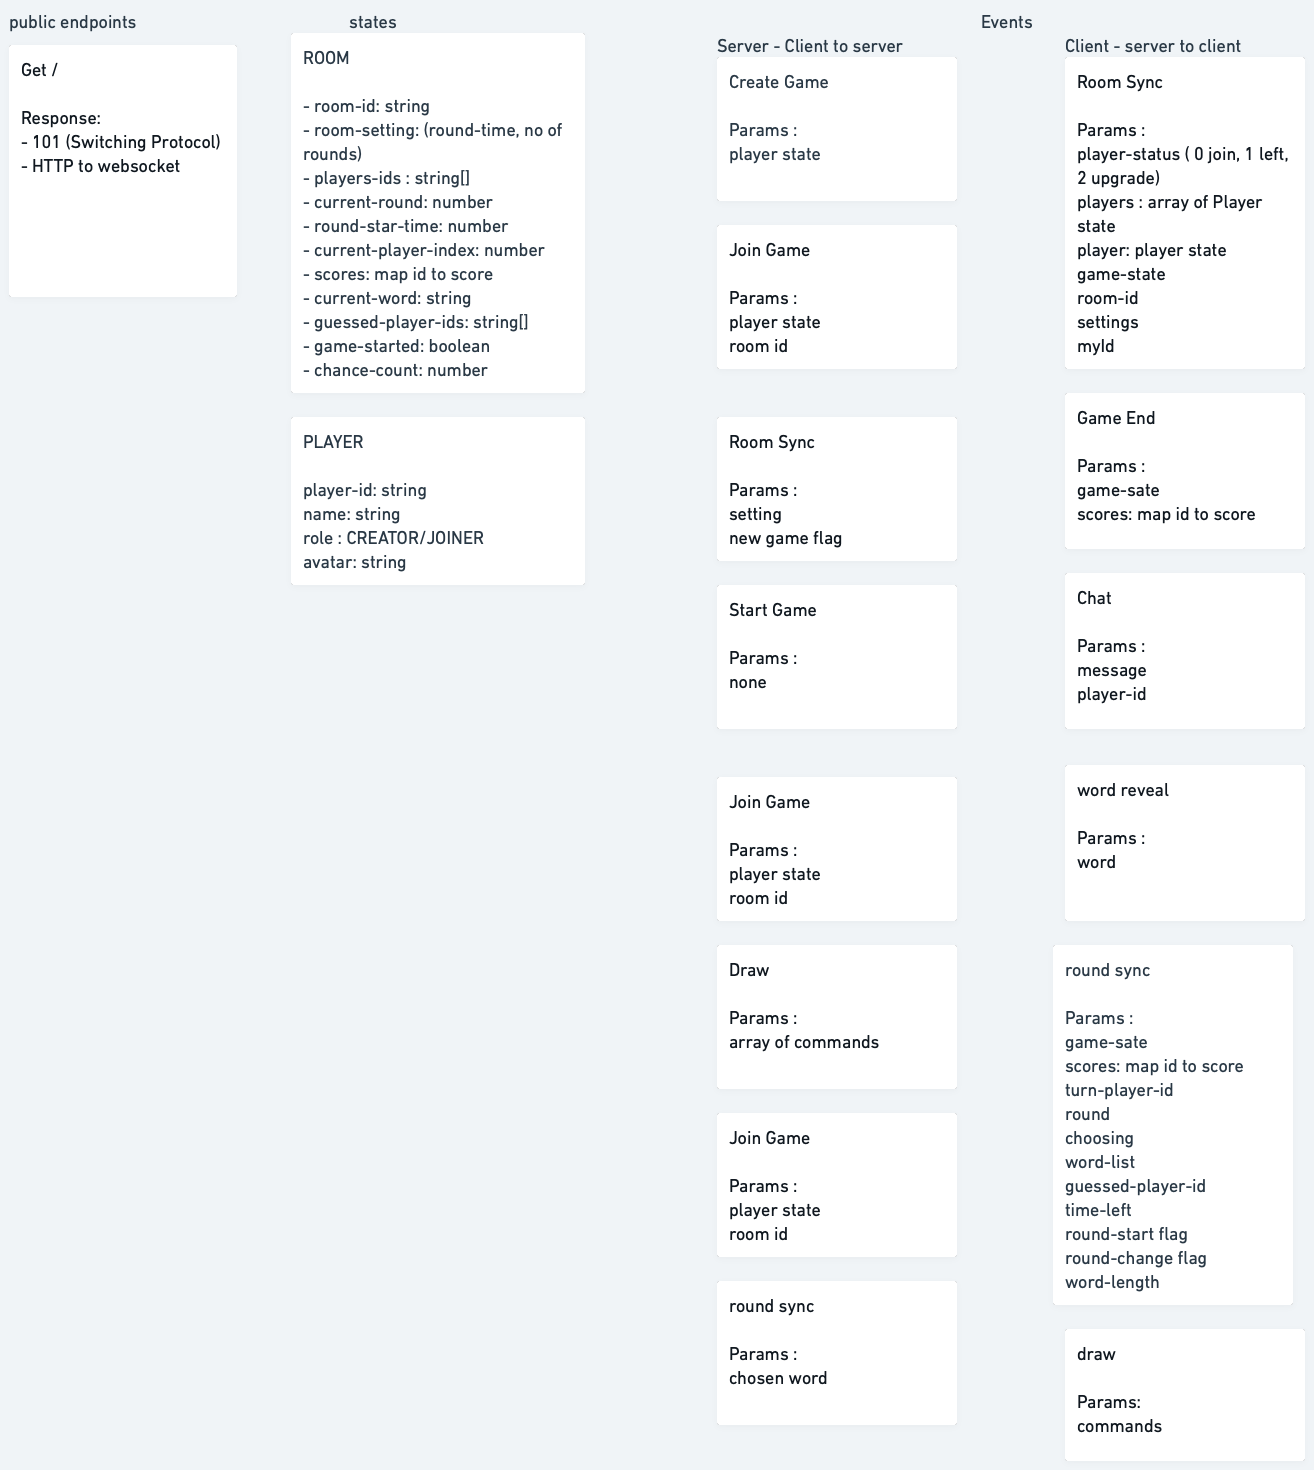 public endpoints
Get /
Response:
- 101 (Switching Protocol)
- HTTP to websocket
states
ROOM
- room-id: string
- room-setting: (round-time, no of
rounds)
- players-ids : string[]
- current-round: number
- round-star-time: number
- current-player-index: number
- scores: map id to score
- current-word: string
- guessed-player-ids: string[]
- game-started: boolean
- chance-count: number
PLAYER
player-id: string
name: string
role : CREATOR/JOINER
avatar: string
Events
Server - Client to server
Create Game
Params :
player state
Join Game
Params :
player state
room id
Room Sync
Params :
setting
new game flag
Start Game
Params :
none
Join Game
Params :
player state
room id
Draw
Params :
array of commands
Join Game
Params :
player state
room id
round sync
Params :
chosen word
Client - server to client
Room Sync
Params :
player-status ( 0 join, 1 left,
2 upgrade)
players : array of Player
state
player: player state
game-state
room-id
settings
myId
Game End
Params :
game-sate
scores: map id to score
Chat
Params :
message
player-id
word reveal
Params :
word
round sync
Params :
game-sate
scores: map id to score
turn-player-id
round
choosing
word-list
guessed-player-id
time-left
round-start flag
round-change flag
word-length
draw
Params:
commands